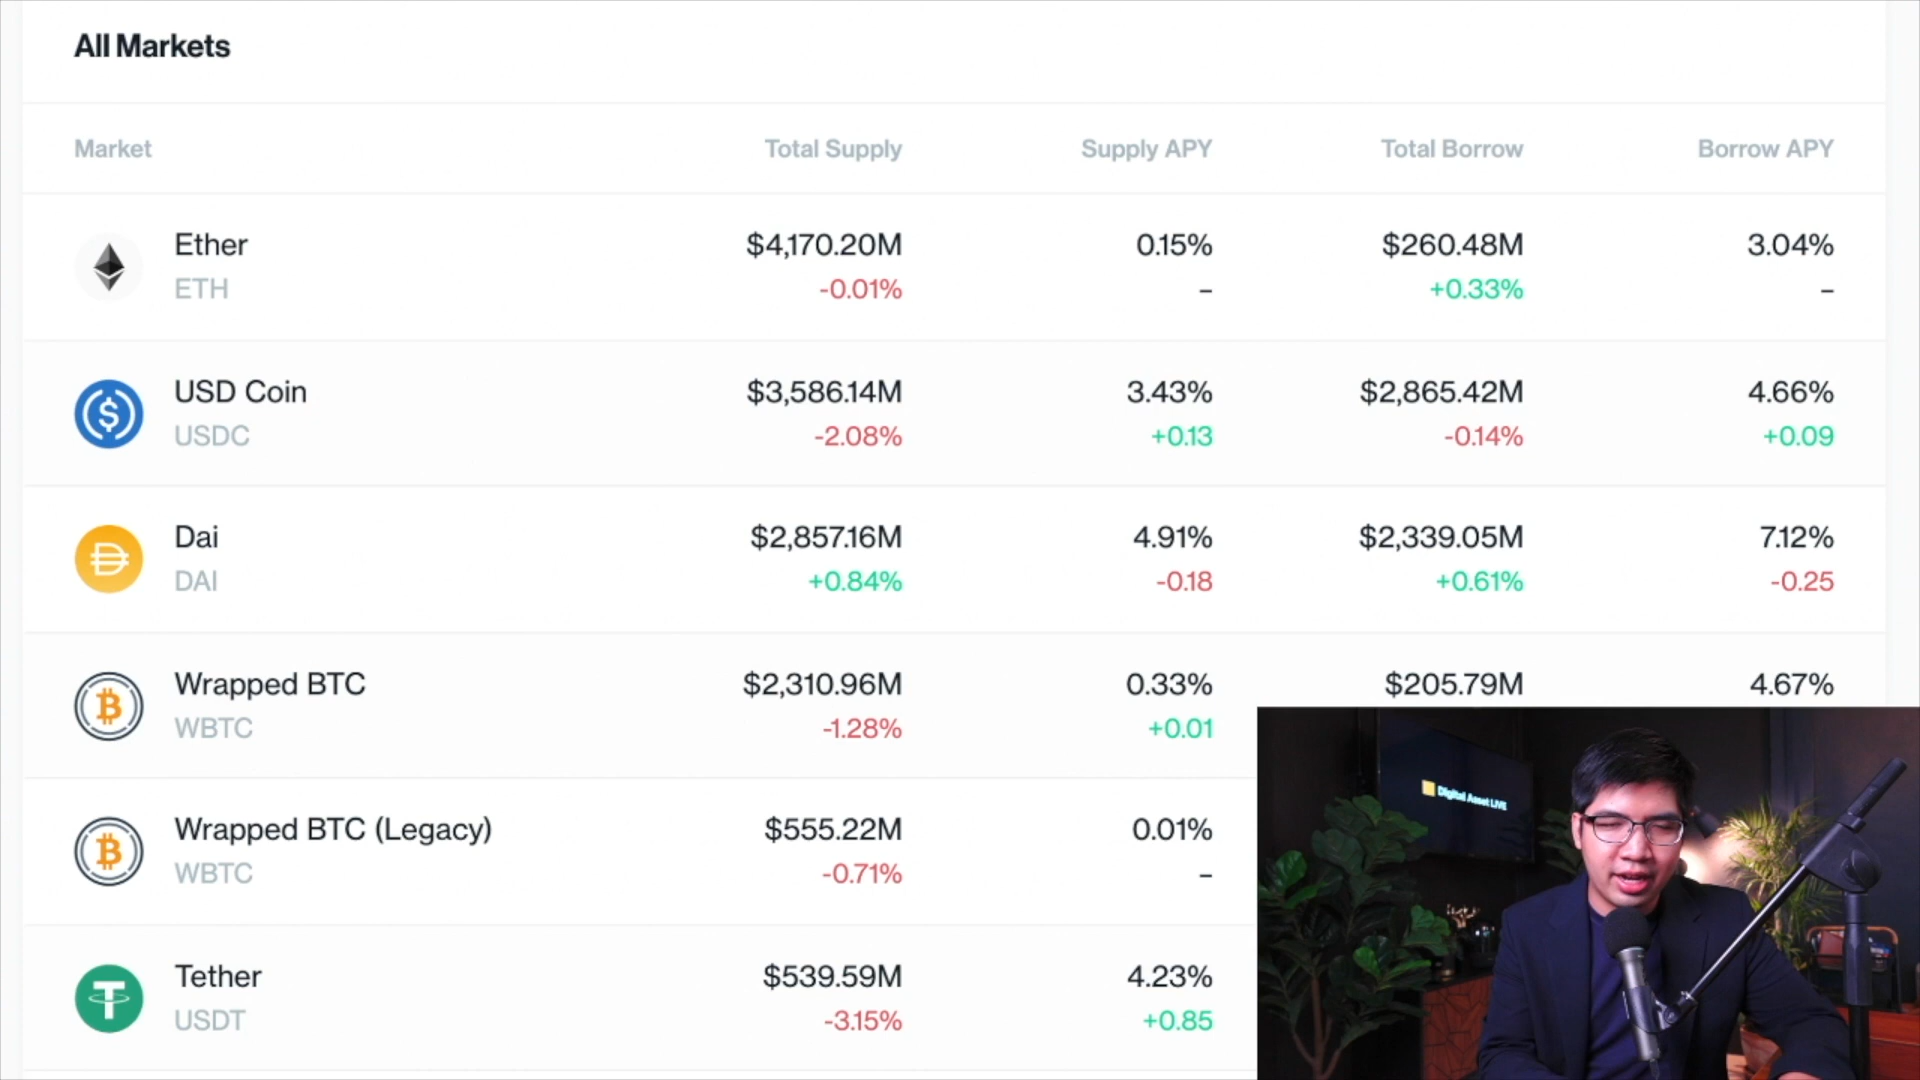 All Markets
Market Total Supply Supply APY Total Borrow Borrow APY
Ether $4,170.20M 0.15% $260.48M 3.04%
ETH -0.01% – +0.33% –
USD Coin $3,586.14M 3.43% $2,865.42M 4.66%
USDC -2.08% +0.13 -0.14% +0.09
Dai $2,857.16M 4.91% $2,339.05M 7.12%
DAI +0.84% -0.18 +0.61% -0.25
Wrapped BTC $2,310.96M 0.33% $205.79M 4.67%
WBTC -1.28% +0.01
Wrapped BTC (Legacy) $555.22M 0.01%
WBTC -0.71% –
Tether $539.59M 4.23%
USDT -3.15% +0.85
Digital Asset LIVE